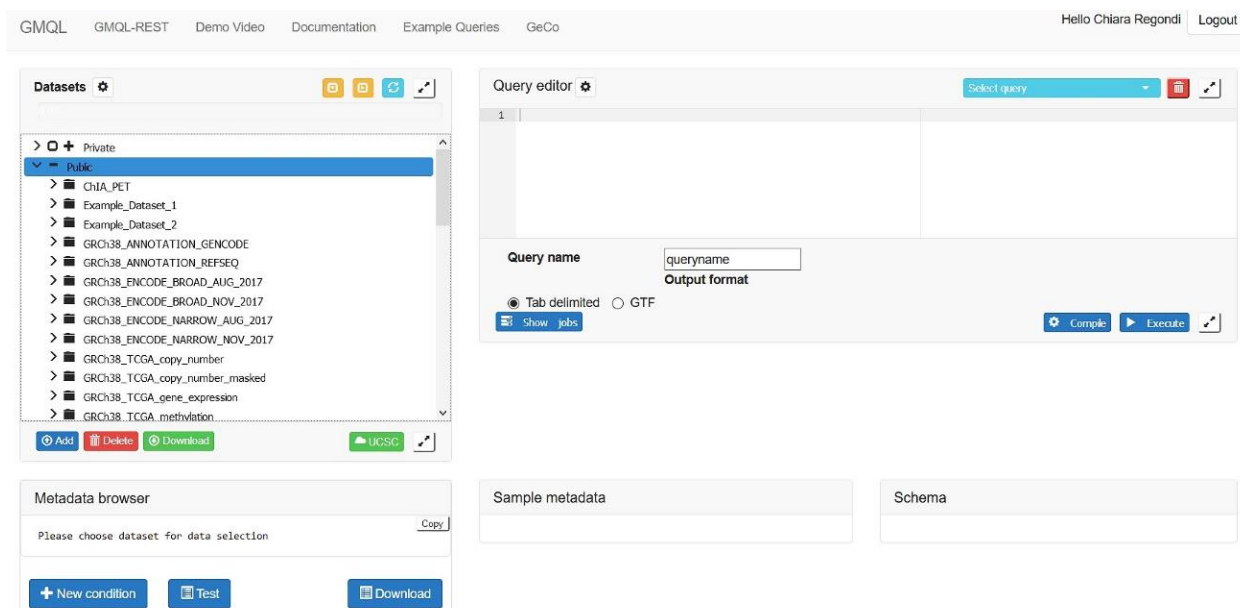 GMQL GMQL-REST Demo Video Documentation Example Queries GeCo Hello Chiara Regondi Logout
Datasets
Private
Public
ChIA_PET
Example_Dataset_1
Example_Dataset_2
GRCh38_ANNOTATION_GENCODE
GRCh38_ANNOTATION_REFSEQ
GRCh38_ENCODE_BROAD_AUG_2017
GRCh38_ENCODE_BROAD_NOV_2017
GRCh38_ENCODE_NARROW_AUG_2017
GRCh38_ENCODE_NARROW_NOV_2017
GRCh38_TCGA_copy_number
GRCh38_TCGA_copy_number_masked
GRCh38_TCGA_gene_expression
GRCh38_TCGA_methylation
Add Delete Download UCSC
Query editor Select query
1
Query name queryname
Output format
Tab delimited GTF
Show jobs Compile Execute
Metadata browser
Copy
Please choose dataset for data selection
+ New condition Test Download
Sample metadata
Schema